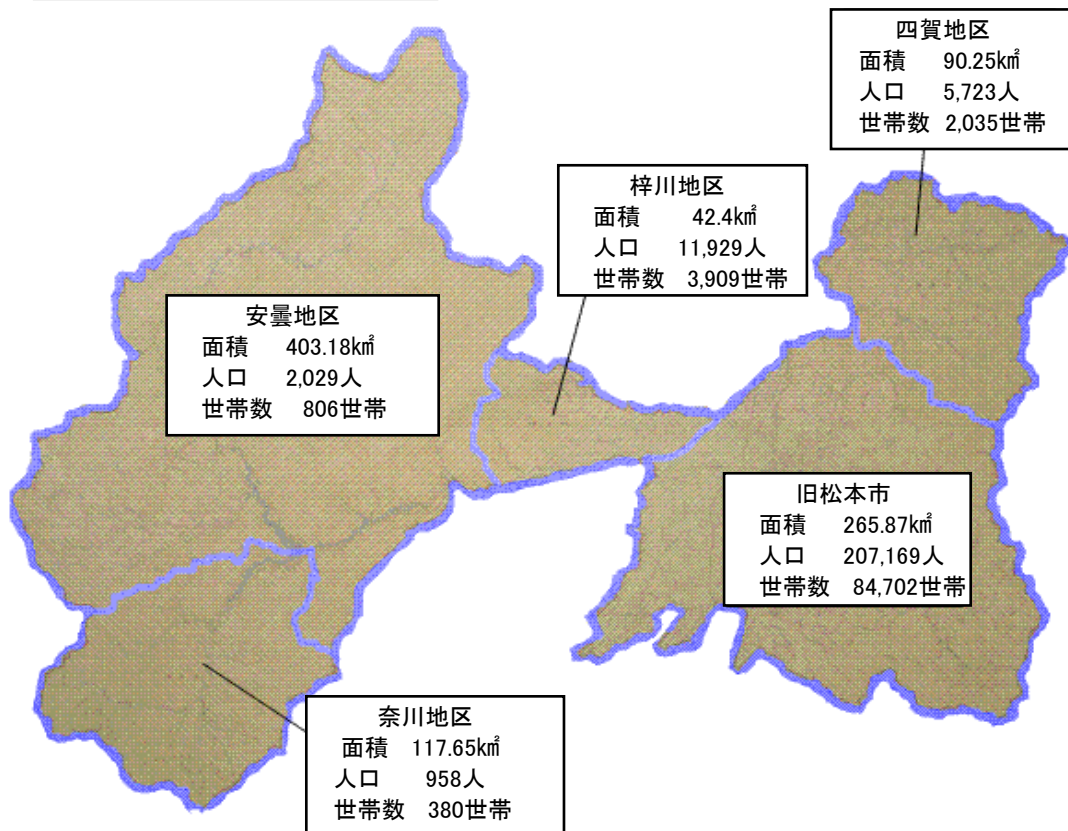 四賀地区
面積 90.25k㎡
人口 5,723人
世帯数 2,035世帯
梓川地区
面積 42.4k㎡
人口 11,929人
世帯数 3,909世帯
安曇地区
面積 403.18k㎡
人口 2,029人
世帯数 806世帯
旧松本市
面積 265.87k㎡
人口 207,169人
世帯数 84,702世帯
奈川地区
面積 117.65k㎡
人口 958人
世帯数 380世帯